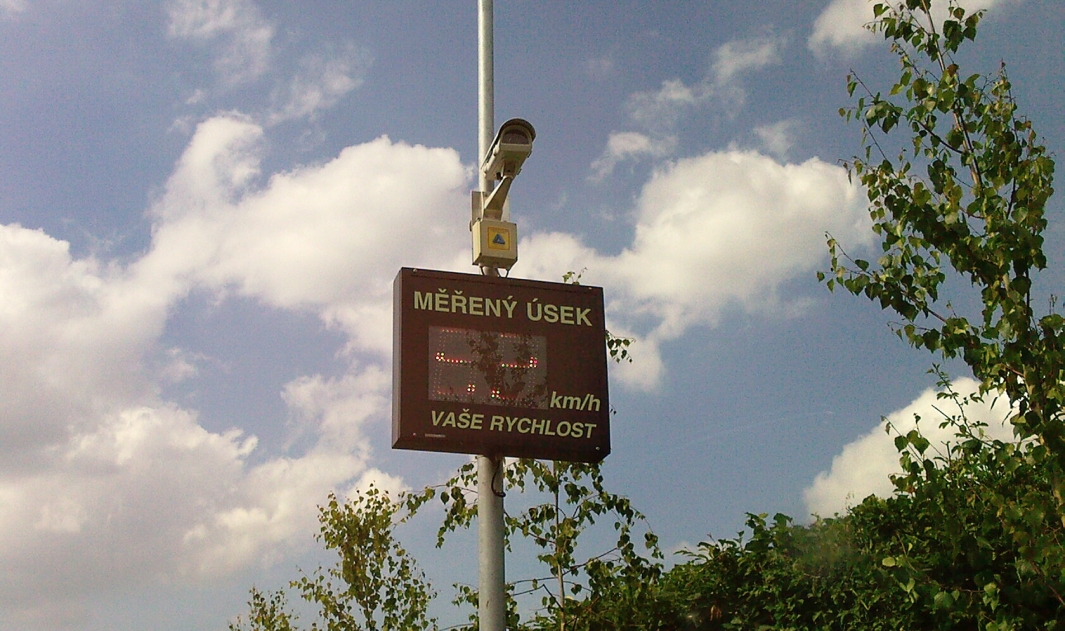 MĚŘENÝ ÚSEK
km/h
VAŠE RYCHLOST